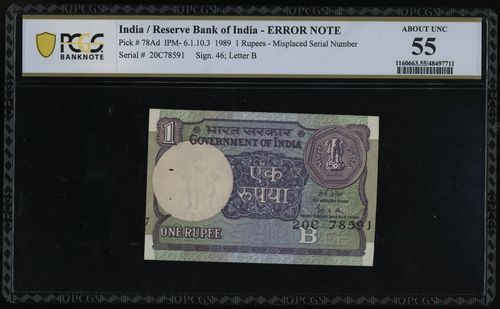 PCGS
BANKNOTE
India / Reserve Bank of India - ERROR NOTE
Pick # 78Ad IPM- 6.1.10.3 1989 1 Rupees - Misplaced Serial Number
Serial # 20C78591 Sign. 46; Letter B
ABOUT UNC
55
1160663.55/48497711
1
भारत सरकार
GOVERNMENT OF INDIA
एक
रुपया
7
20C 78591
ONE RUPEE
B